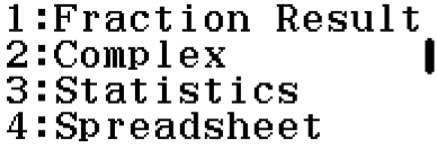 1:Fraction Result
2:Complex
3:Statistics
4:Spreadsheet